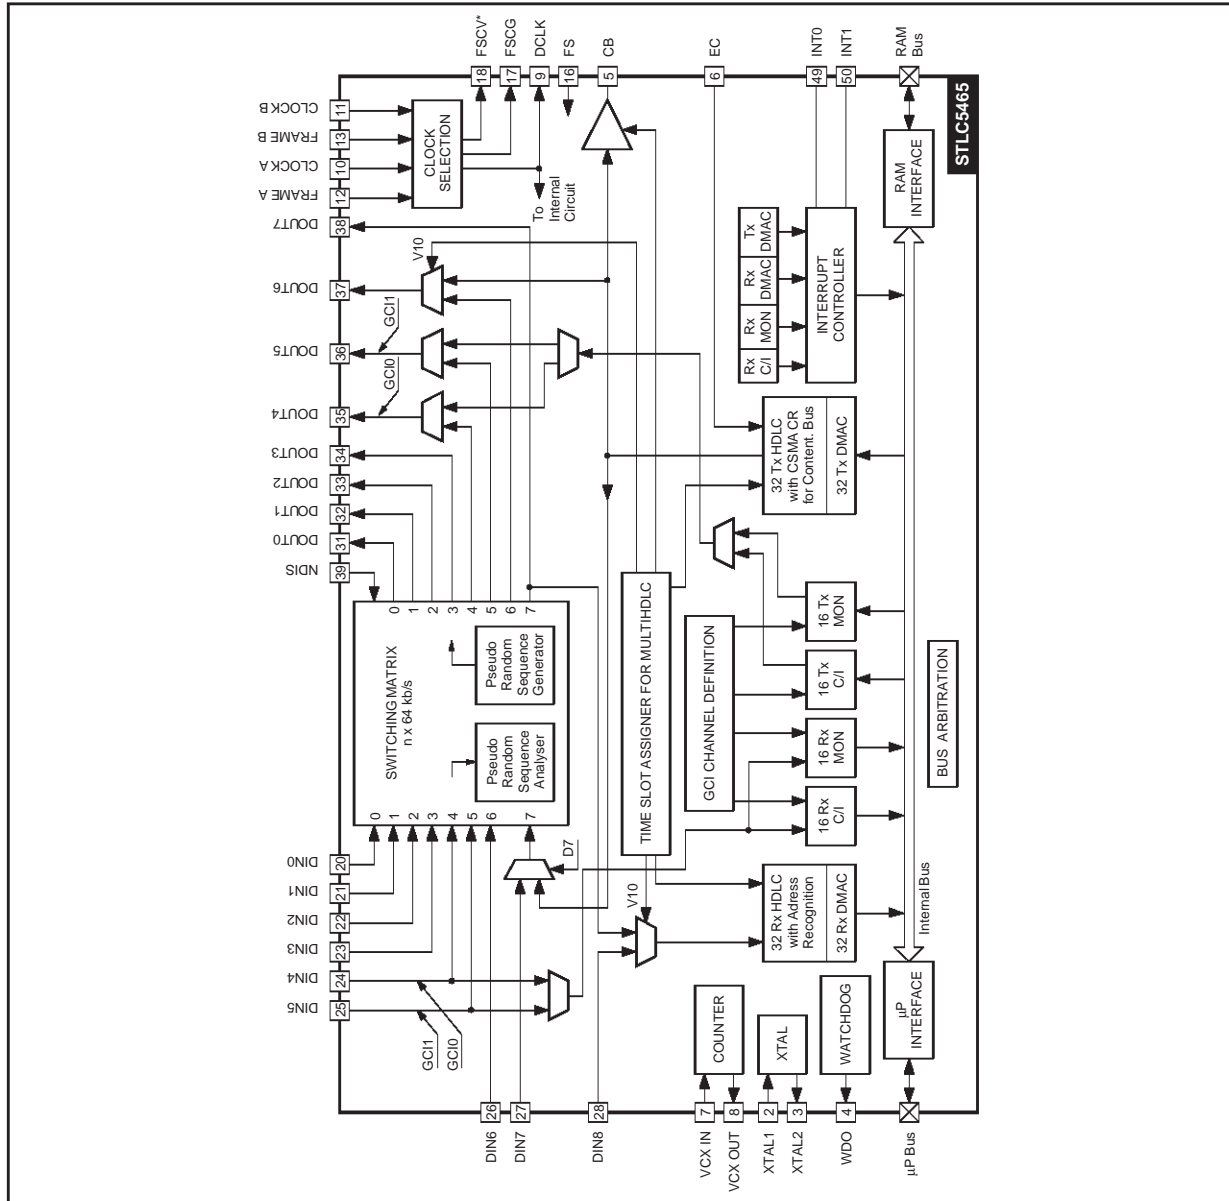 FSCV*
FSCG
DCLK
FS
CB
EC
INT0
INT1
RAM
Bus
18
17
9
16
5
6
49
50
STLC5465
CLOCK B
FRAME B
CLOCK A
FRAME A
DOUT7
DOUT6
DOUT5
DOUT4
DOUT3
DOUT2
DOUT1
DOUT0
NDIS
11
13
10
12
38
37
36
35
34
33
32
31
39
CLOCK
SELECTION
To
Internal
Circuit
V10
GCI1
GCI0
Tx
DMAC
Rx
DMAC
Rx
MON
Rx
C/I
INTERRUPT
CONTROLLER
RAM
INTERFACE
32 Tx HDLC
with CSMA CR
for Content. Bus
32 Tx DMAC
SWITCHING MATRIX
n x 64 kb/s
0
1
2
3
4
5
6
7
Pseudo
Random
Sequence
Generator
Pseudo
Random
Sequence
Analyser
0
1
2
3
4
5
6
7
TIME SLOT ASSIGNER FOR MULTIHDLC
GCI CHANNEL DEFINITION
16 Tx
MON
16 Tx
C/I
16 Rx
MON
16 Rx
C/I
BUS ARBITRATION
D7
V10
32 Rx HDLC
with Adress
Recognition
32 Rx DMAC
Internal Bus
DIN0
DIN1
DIN2
DIN3
DIN4
DIN5
20
21
22
23
24
25
GCI1
GCI0
COUNTER
XTAL
WATCHDOG
µP
INTERFACE
26
27
28
7
8
2
3
4
DIN6
DIN7
DIN8
VCX IN
VCX OUT
XTAL1
XTAL2
WDO
µP Bus